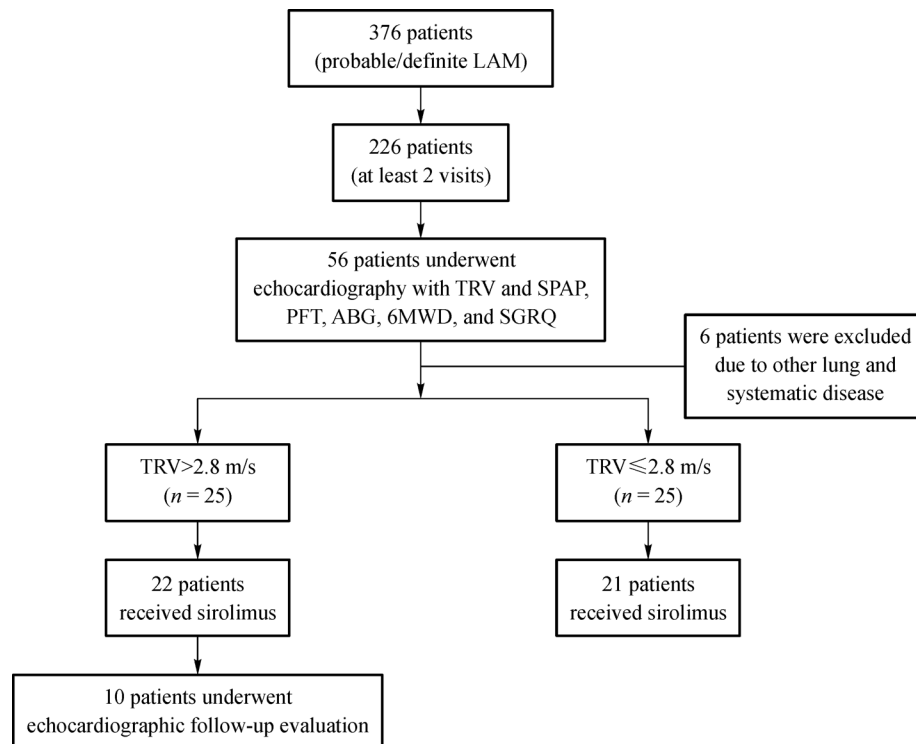 376 patients
(probable/definite LAM)
226 patients
(at least 2 visits)
56 patients underwent
echocardiography with TRV and SPAP,
PFT, ABG, 6MWD, and SGRQ
6 patients were excluded
due to other lung and
systematic disease
TRV>2.8 m/s
(n = 25)
TRV⩽2.8 m/s
(n = 25)
22 patients
received sirolimus
21 patients
received sirolimus
10 patients underwent
echocardiographic follow-up evaluation